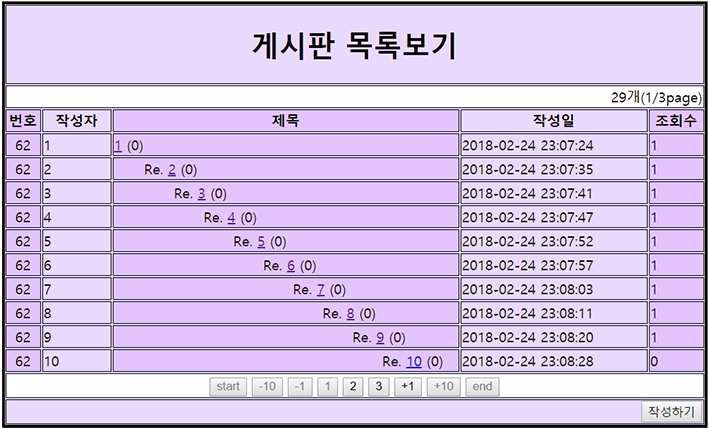 게시판 목록보기
29개(1/3page)
번호 작성자 제목 작성일 조회수
62 1 1 (0) 2018-02-24 23:07:24 1
62 2 Re. 2 (0) 2018-02-24 23:07:35 1
62 3 Re. 3 (0) 2018-02-24 23:07:41 1
62 4 Re. 4 (0) 2018-02-24 23:07:47 1
62 5 Re. 5 (0) 2018-02-24 23:07:52 1
62 6 Re. 6 (0) 2018-02-24 23:07:57 1
62 7 Re. 7 (0) 2018-02-24 23:08:03 1
62 8 Re. 8 (0) 2018-02-24 23:08:11 1
62 9 Re. 9 (0) 2018-02-24 23:08:20 1
62 10 Re. 10 (0) 2018-02-24 23:08:28 0
start -10 -1 1 2 3 +1 +10 end
작성하기